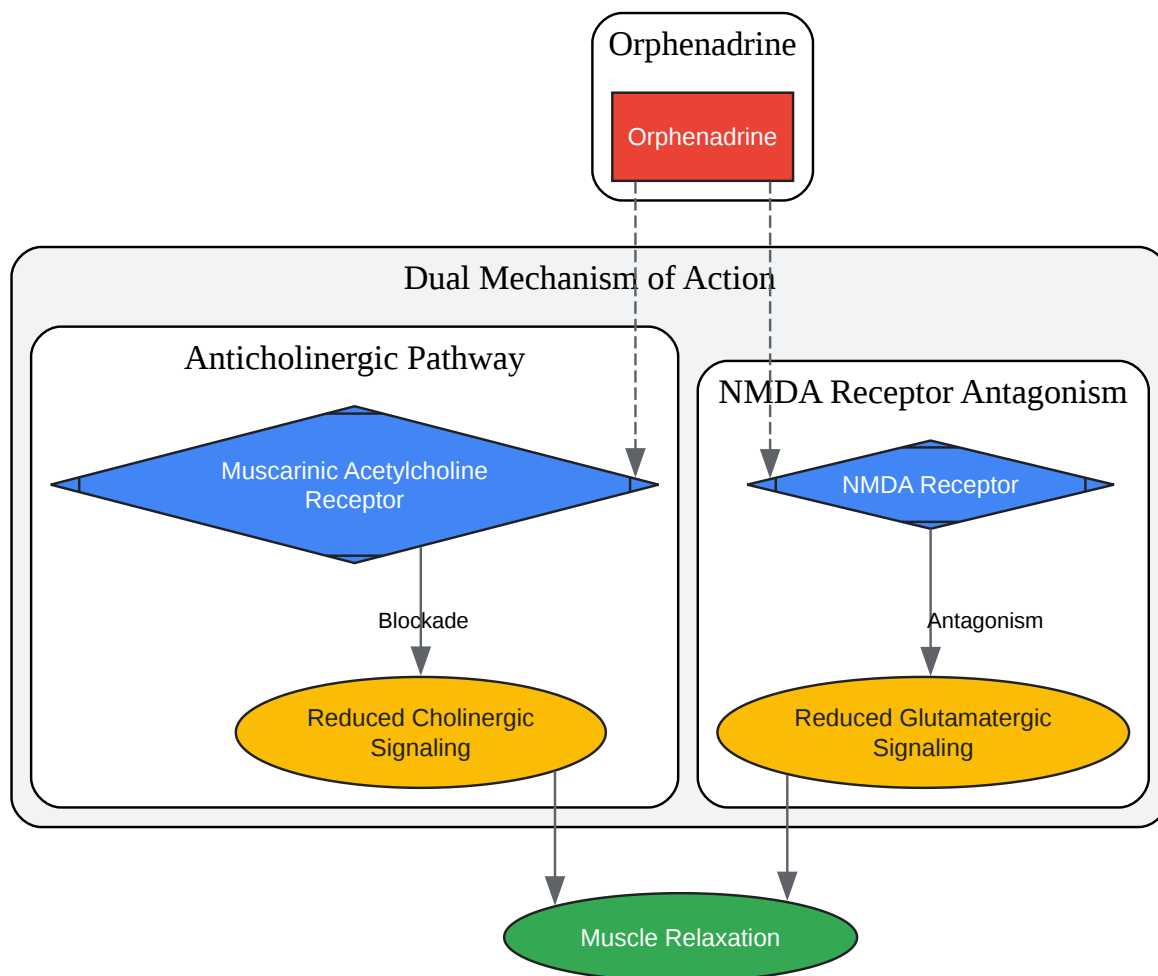 Orphenadrine
Orphenadrine
Dual Mechanism of Action
Anticholinergic Pathway
Muscarinic Acetylcholine
Receptor
Blockade
Reduced Cholinergic
Signaling
NMDA Receptor Antagonism
NMDA Receptor
Antagonism
Reduced Glutamatergic
Signaling
Muscle Relaxation